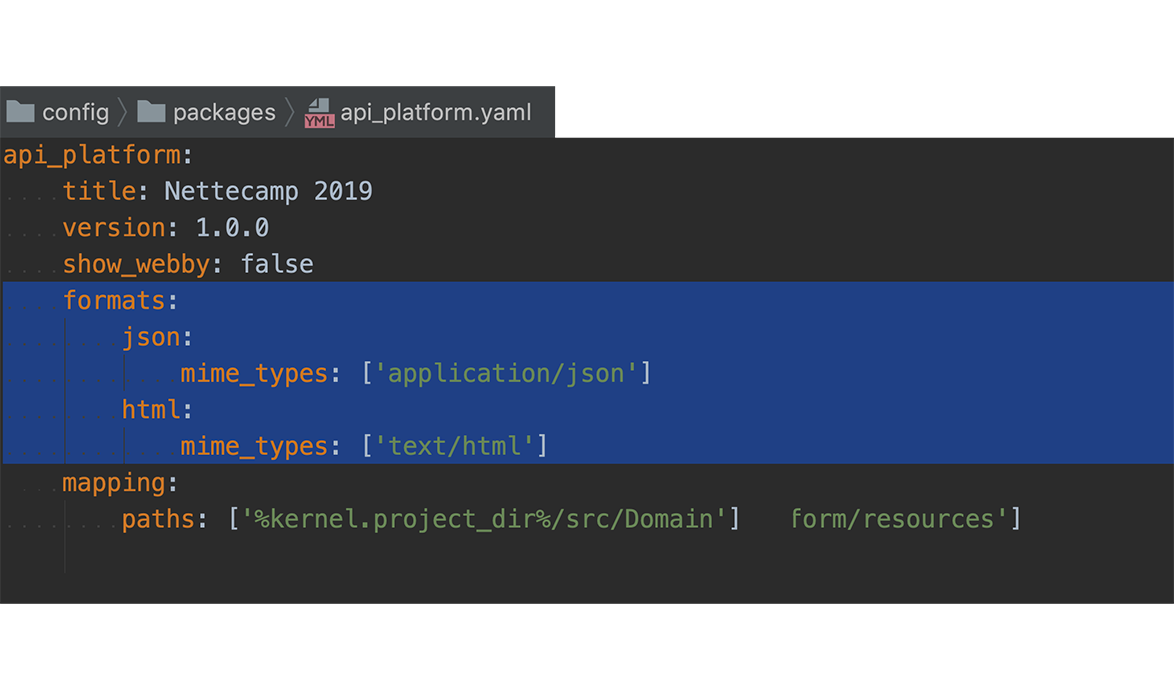 config packages YML api_platform.yaml
api_platform:
    title: Nettecamp 2019
    version: 1.0.0
    show_webby: false
    formats:
        json:
            mime_types: ['application/json']
        html:
            mime_types: ['text/html']
    mapping:
        paths: ['%kernel.project_dir%/src/Domain']   form/resources']